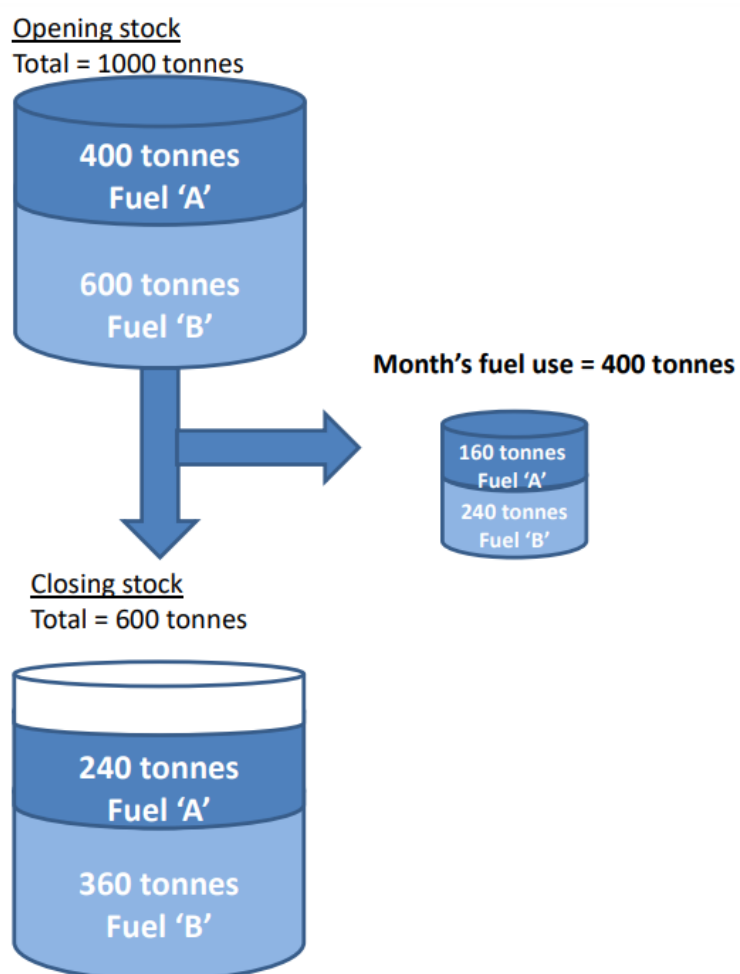 Opening stock
Total = 1000 tonnes
400 tonnes
Fuel ‘A’
600 tonnes
Fuel ‘B’
Month’s fuel use = 400 tonnes
160 tonnes
Fuel ‘A’
240 tonnes
Fuel ‘B’
Closing stock
Total = 600 tonnes
240 tonnes
Fuel ‘A’
360 tonnes
Fuel ‘B’